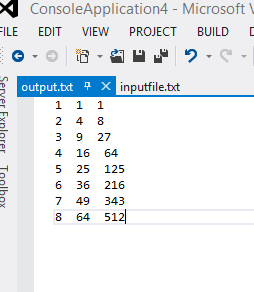 ConsoleApplication4 - Microsoft V
FILE EDIT VIEW PROJECT BUILD
output.txt inputfile.txt
Server Explorer
Toolbox
1 1 1
2 4 8
3 9 27
4 16 64
5 25 125
6 36 216
7 49 343
8 64 512